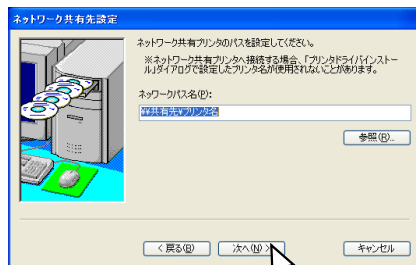 ネットワーク共有先設定
ネットワーク共有プリンタのパスを設定してください。
※ネットワーク共有プリンタへ接続する場合、「プリンタドライバインストー
ル」ダイアログで設定したプリンタ名が使用されないことがあります。
ネットワークパス名(P):
¥¥共有先¥プリンタ名
参照(R)...
< 戻る(B)
次へ(N) >
キャンセル